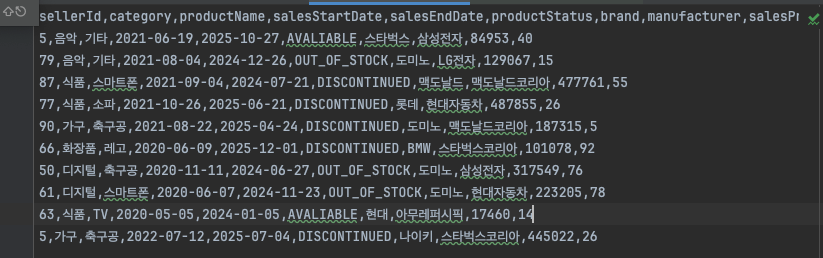 sellerId,category,productName,salesStartDate,salesEndDate,productStatus,brand,manufacturer,salesPr
5,음악,기타,2021-06-19,2025-10-27,AVALIABLE,스타벅스,삼성전자,84953,40
79,음악,기타,2021-08-04,2024-12-26,OUT_OF_STOCK,도미노,LG전자,129067,15
87,식품,스마트폰,2021-09-04,2024-07-21,DISCONTINUED,맥도날드,맥도날드코리아,477761,55
77,식품,소파,2021-10-26,2025-06-21,DISCONTINUED,롯데,현대자동차,487855,26
90,가구,축구공,2021-08-22,2025-04-24,DISCONTINUED,도미노,맥도날드코리아,187315,5
66,화장품,레고,2020-06-09,2025-12-01,DISCONTINUED,BMW,스타벅스코리아,101078,92
50,디지털,축구공,2020-11-11,2024-06-27,OUT_OF_STOCK,도미노,삼성전자,317549,76
61,디지털,스마트폰,2020-06-07,2024-11-23,OUT_OF_STOCK,도미노,현대자동차,223205,78
63,식품,TV,2020-05-05,2024-01-05,AVALIABLE,현대,아무레퍼시픽,17460,14
5,가구,축구공,2022-07-12,2025-07-04,DISCONTINUED,나이키,스타벅스코리아,445022,26